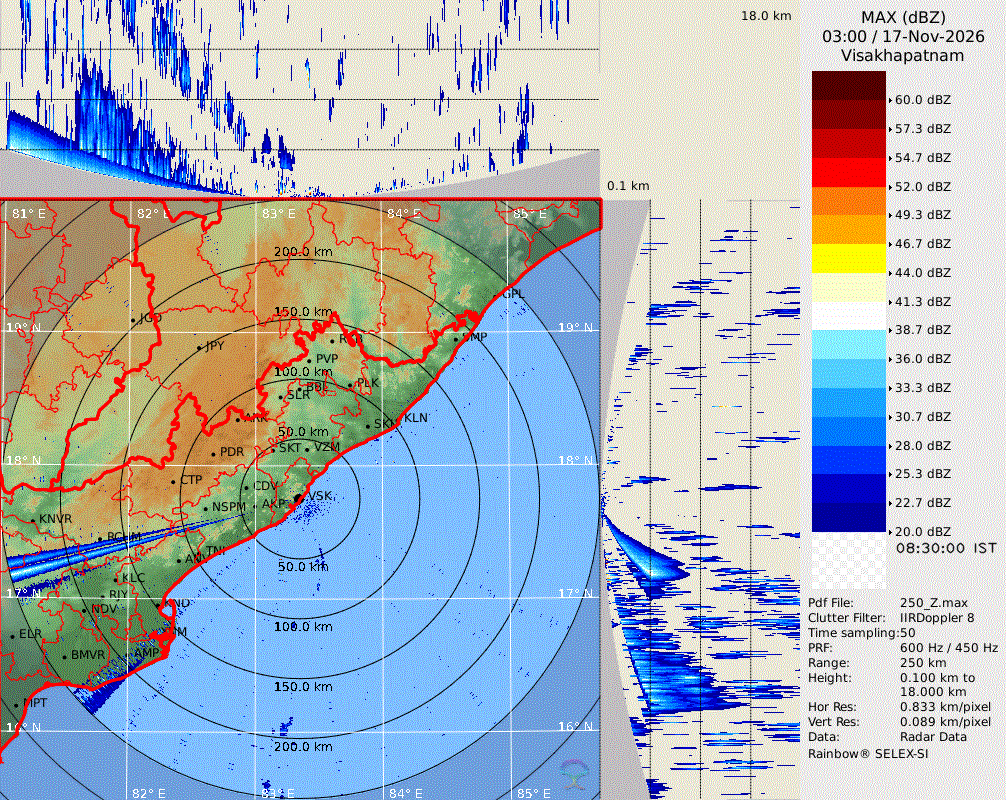 18.0 km
0.1 km
MAX (dBZ)
03:00 / 17-Nov-2026
Visakhapatnam
60.0 dBZ
57.3 dBZ
54.7 dBZ
52.0 dBZ
49.3 dBZ
46.7 dBZ
44.0 dBZ
41.3 dBZ
38.7 dBZ
36.0 dBZ
33.3 dBZ
30.7 dBZ
28.0 dBZ
25.3 dBZ
22.7 dBZ
20.0 dBZ
08:30:00 IST
Pdf File: 250_Z.max
Clutter Filter: IIRDoppler 8
Time sampling:50
PRF: 600 Hz / 450 Hz
Range: 250 km
Height: 0.100 km to
18.000 km
Hor Res: 0.833 km/pixel
Vert Res: 0.089 km/pixel
Data: Radar Data
Rainbow® SELEX-SI
81° E 82° E 83° E 84° E 85° E
200.0 km
GPL
150.0 km
JGD
19° N 19° N
JPY
SMP
PVP
100.0 km
PLK
BBL
SLR
KLN
SKM
50.0 km
SKT VZM
PDR
18° N 18° N
CTP
CDV
VSK
NSPM AKP
KNVR
TNI
ANV
50.0 km
KLC
RJY
17° N 17° N
NDV
100.0 km
ELR
AMP
BMVR
150.0 km
MPT
16° N 16° N
200.0 km
82° E 83° E 84° E 85° E